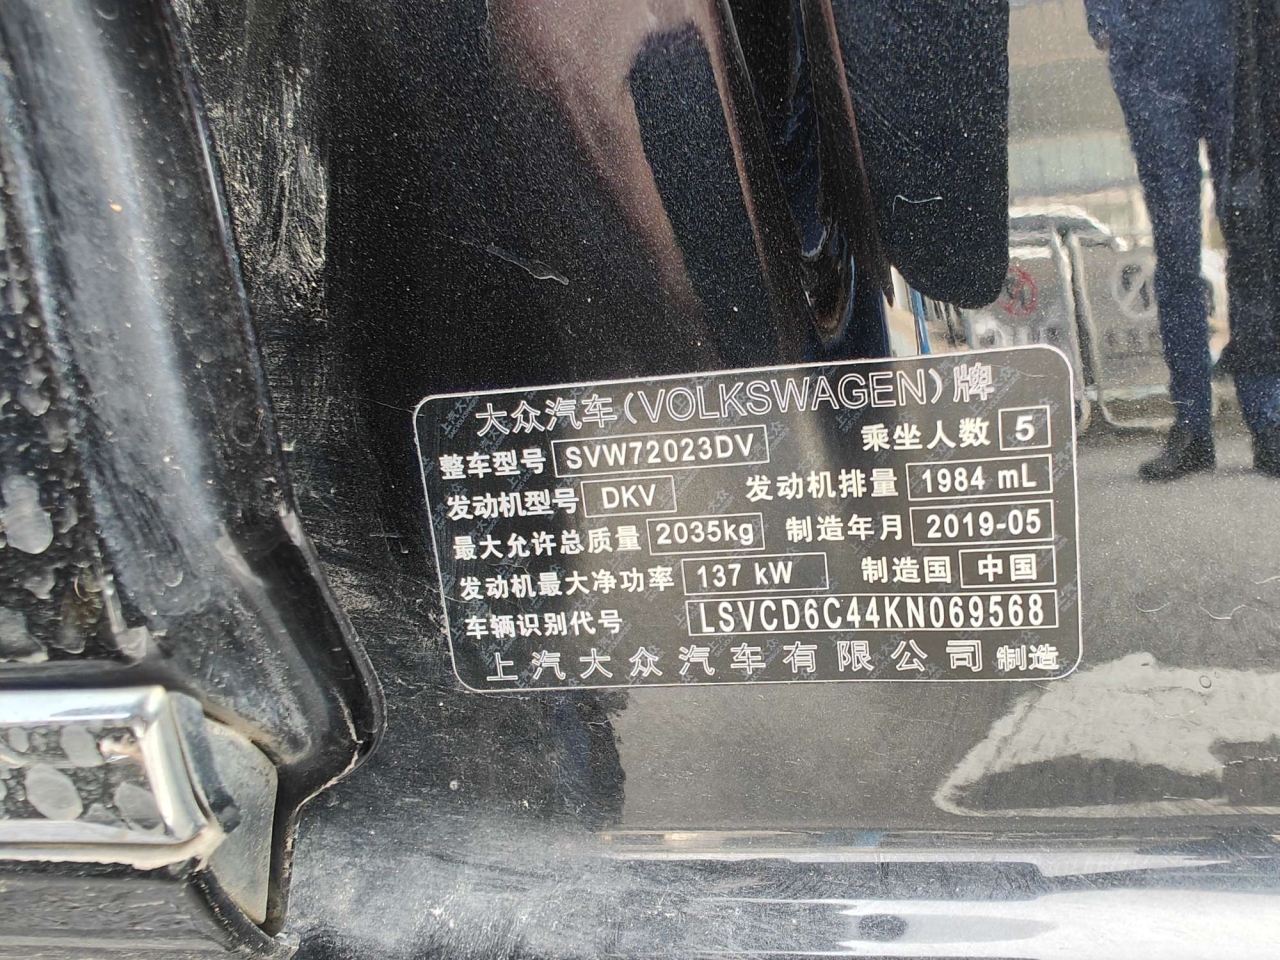 大众汽车(VOLKSWAGEN)牌
整车型号 SVW72023DV 乘坐人数 5
发动机型号 DKV 发动机排量 1984 mL
最大允许总质量 2035kg 制造年月 2019-05
发动机最大净功率 137 kW 制造国 中国
车辆识别代号 LSVCD6C44KN069568
上汽大众汽车有限公司 制造